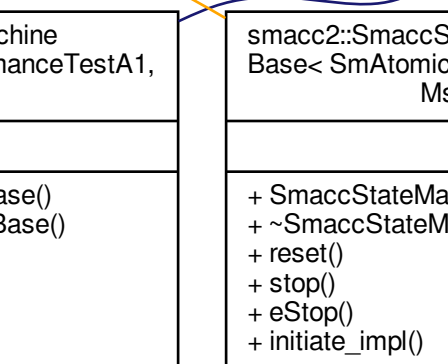 chine
nanceTestA1,
ase()
Base()
smacc2::SmaccS
Base< SmAtomic
Ms
+ SmaccStateMa
+ ~SmaccStateM
+ reset()
+ stop()
+ eStop()
+ initiate_impl()